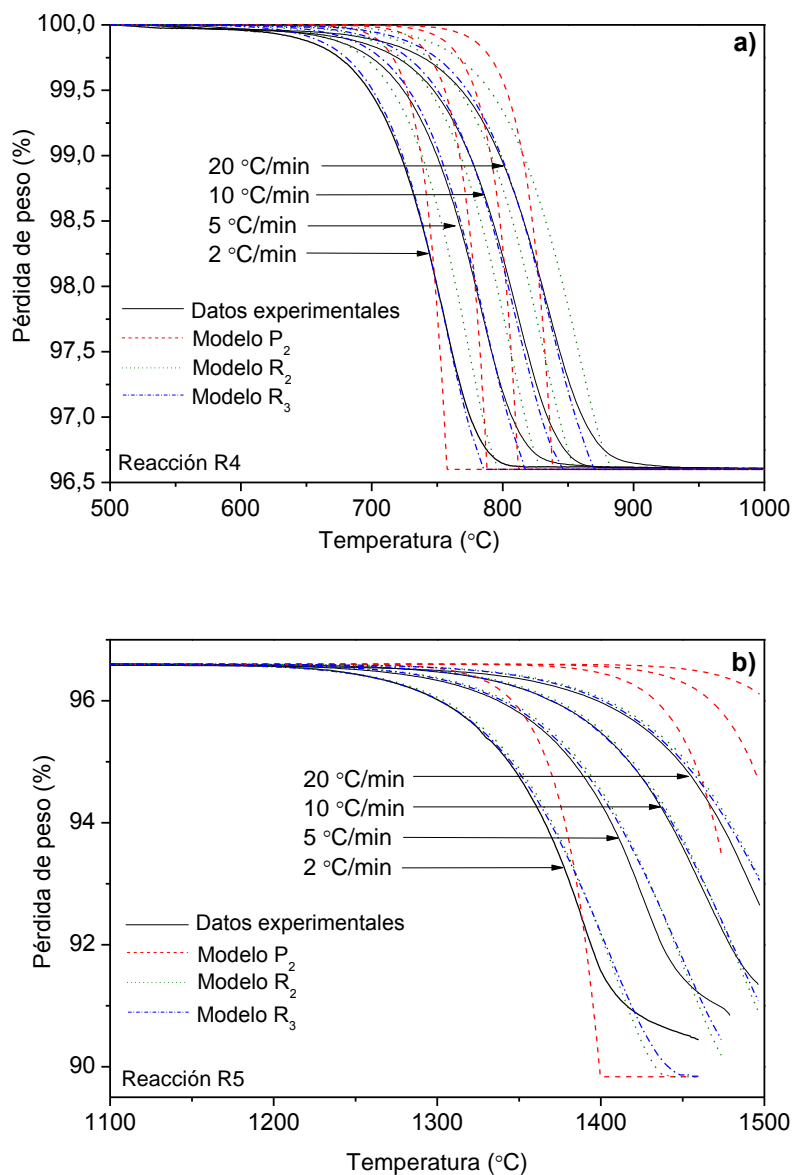 a)
100,0
99,5
99,0
98,5
98,0
97,5
97,0
96,5
Pérdida de peso (%)
20 °C/min
10 °C/min
5 °C/min
2 °C/min
Datos experimentales
Modelo P2
Modelo R2
Modelo R3
Reacción R4
500 600 700 800 900 1000
Temperatura (°C)
b)
96
94
92
90
Pérdida de peso (%)
20 °C/min
10 °C/min
5 °C/min
2 °C/min
Datos experimentales
Modelo P2
Modelo R2
Modelo R3
Reacción R5
1100 1200 1300 1400 1500
Temperatura (°C)